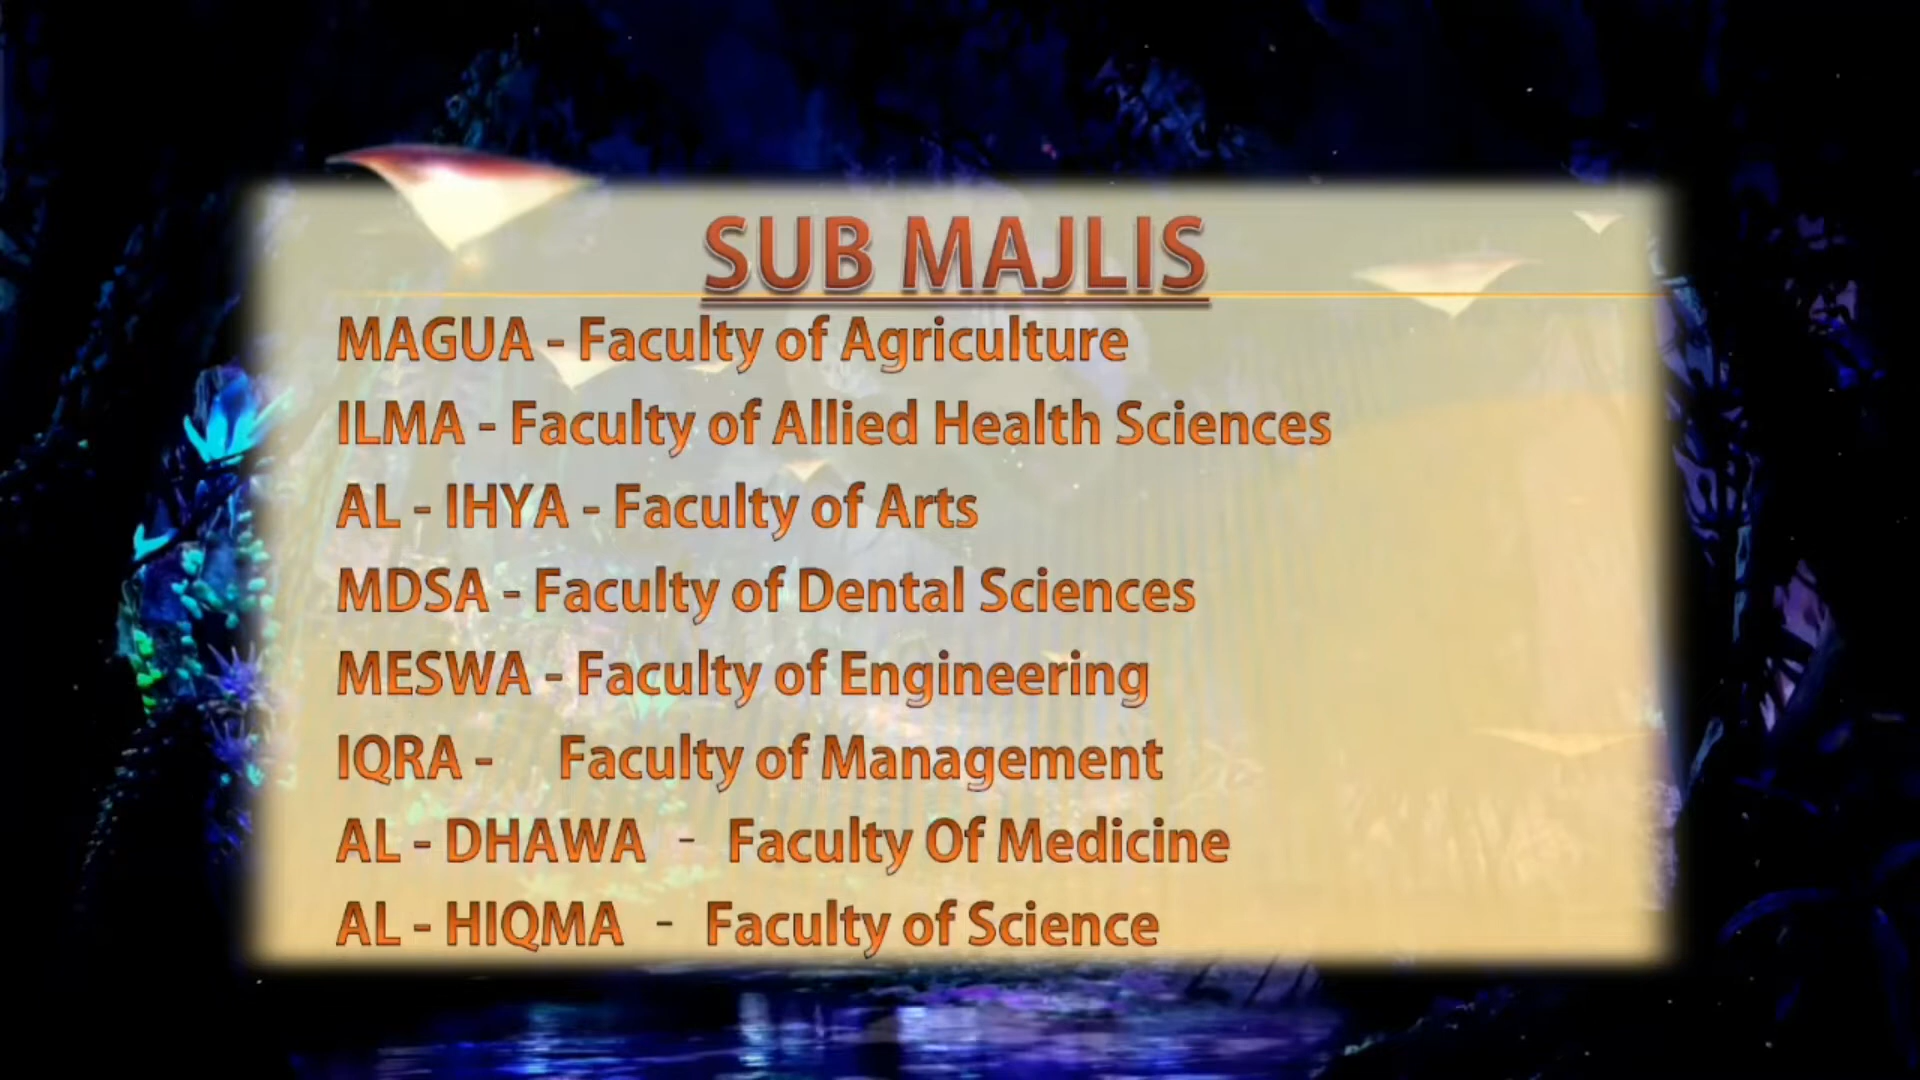 SUB MAJLIS
MAGUA - Faculty of Agriculture
ILMA - Faculty of Allied Health Sciences
AL - IHYA - Faculty of Arts
MDSA - Faculty of Dental Sciences
MESWA - Faculty of Engineering
IQRA - Faculty of Management
AL - DHAWA - Faculty Of Medicine
AL - HIQMA - Faculty of Science